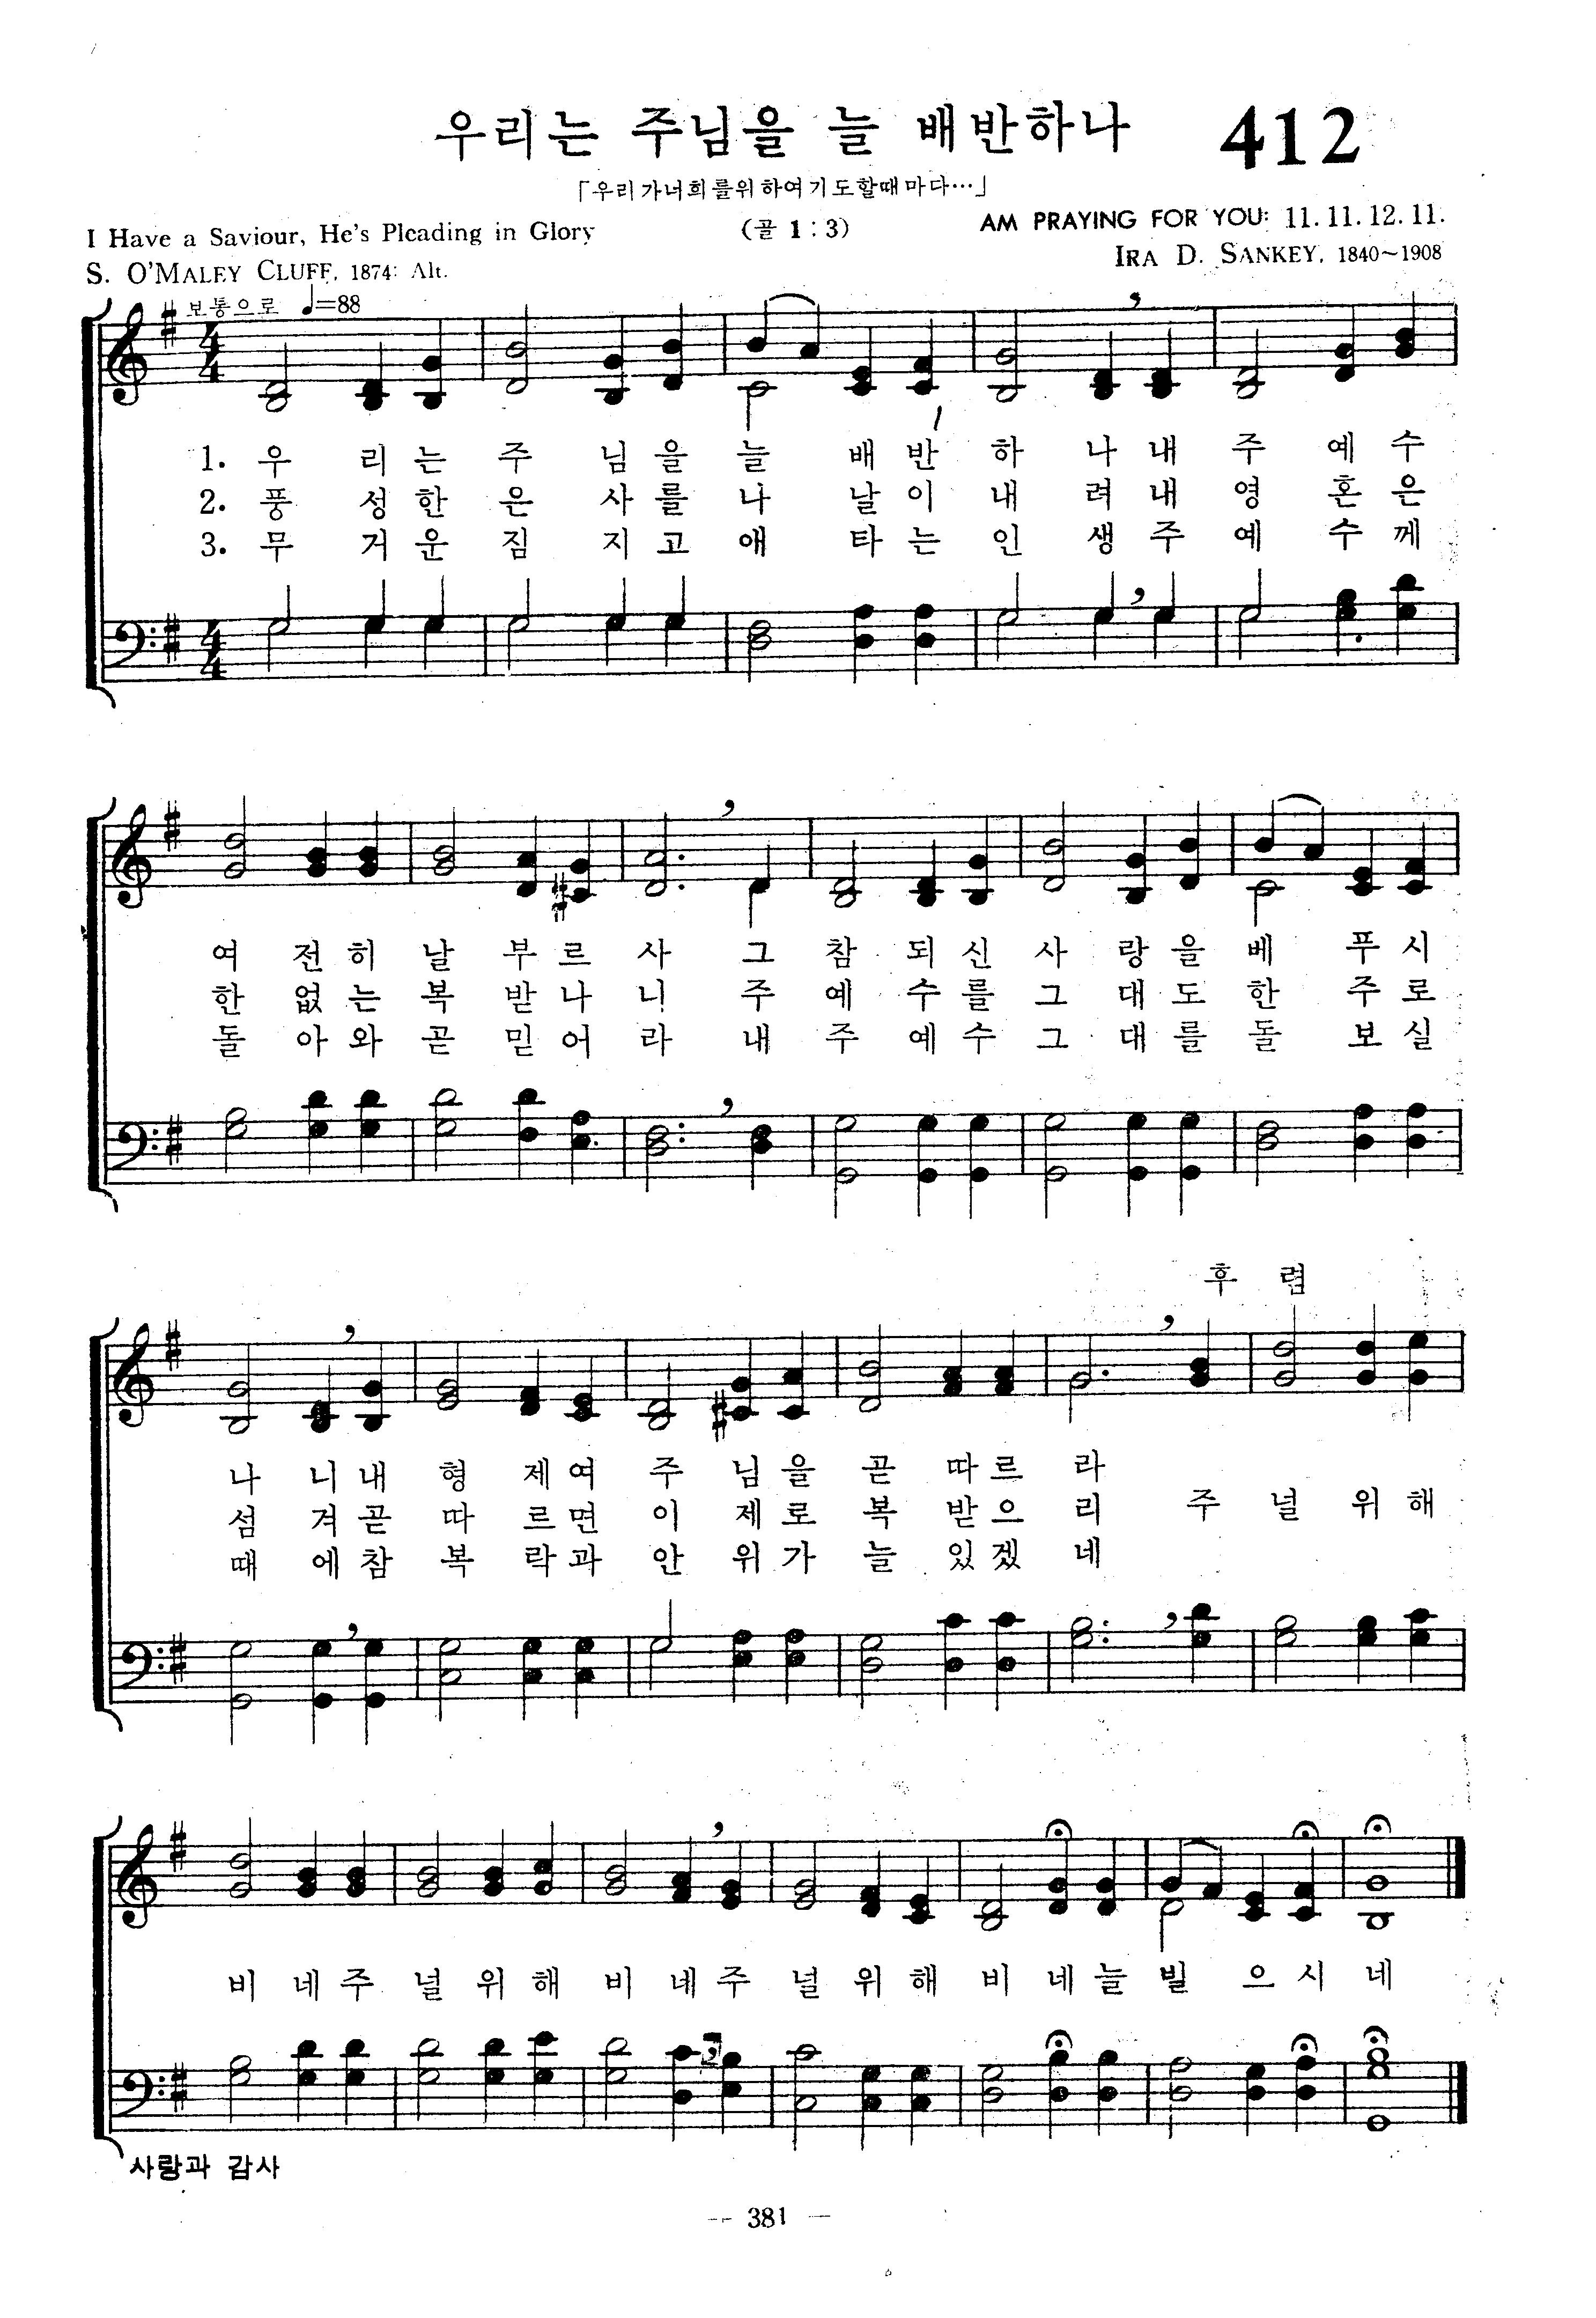 우리는 주님을 늘 배반하나 412
「우리가너희를위하여기도할때마다…」
I Have a Saviour, He's Pleading in Glory (골 1 : 3) AM PRAYING FOR YOU: 11. 11. 12. 11.
S. O'MALEY CLUFF, 1874: Alt. IRA D. SANKEY, 1840~1908
보통으로 ♩=88
1. 우 리 는 주 님 을 늘 배 반 하 나 내 주 예 수
2. 풍 성 한 은 사 를 나 날 이 내 려 내 영 혼 은
3. 무 거 운 짐 지 고 애 타 는 인 생 주 예 수 께
여 전 히 날 부 르 사 그 참 되 신 사 랑 을 베 푸 시
한 없 는 복 받 나 니 주 예 수 를 그 대 도 한 주 로
돌 아 와 곧 믿 어 라 내 주 예 수 그 대 를 돌 보 실
후 렴
나 니 내 형 제 여 주 님 을 곧 따 르 라
섬 겨 곧 따 르 면 이 제 로 복 받 으 리 주 널 위 해
때 에 참 복 락 과 안 위 가 늘 있 겠 네
비 네 주 널 위 해 비 네 주 널 위 해 비 네 늘 빌 으 시 네
사랑과 감사
— 381 —